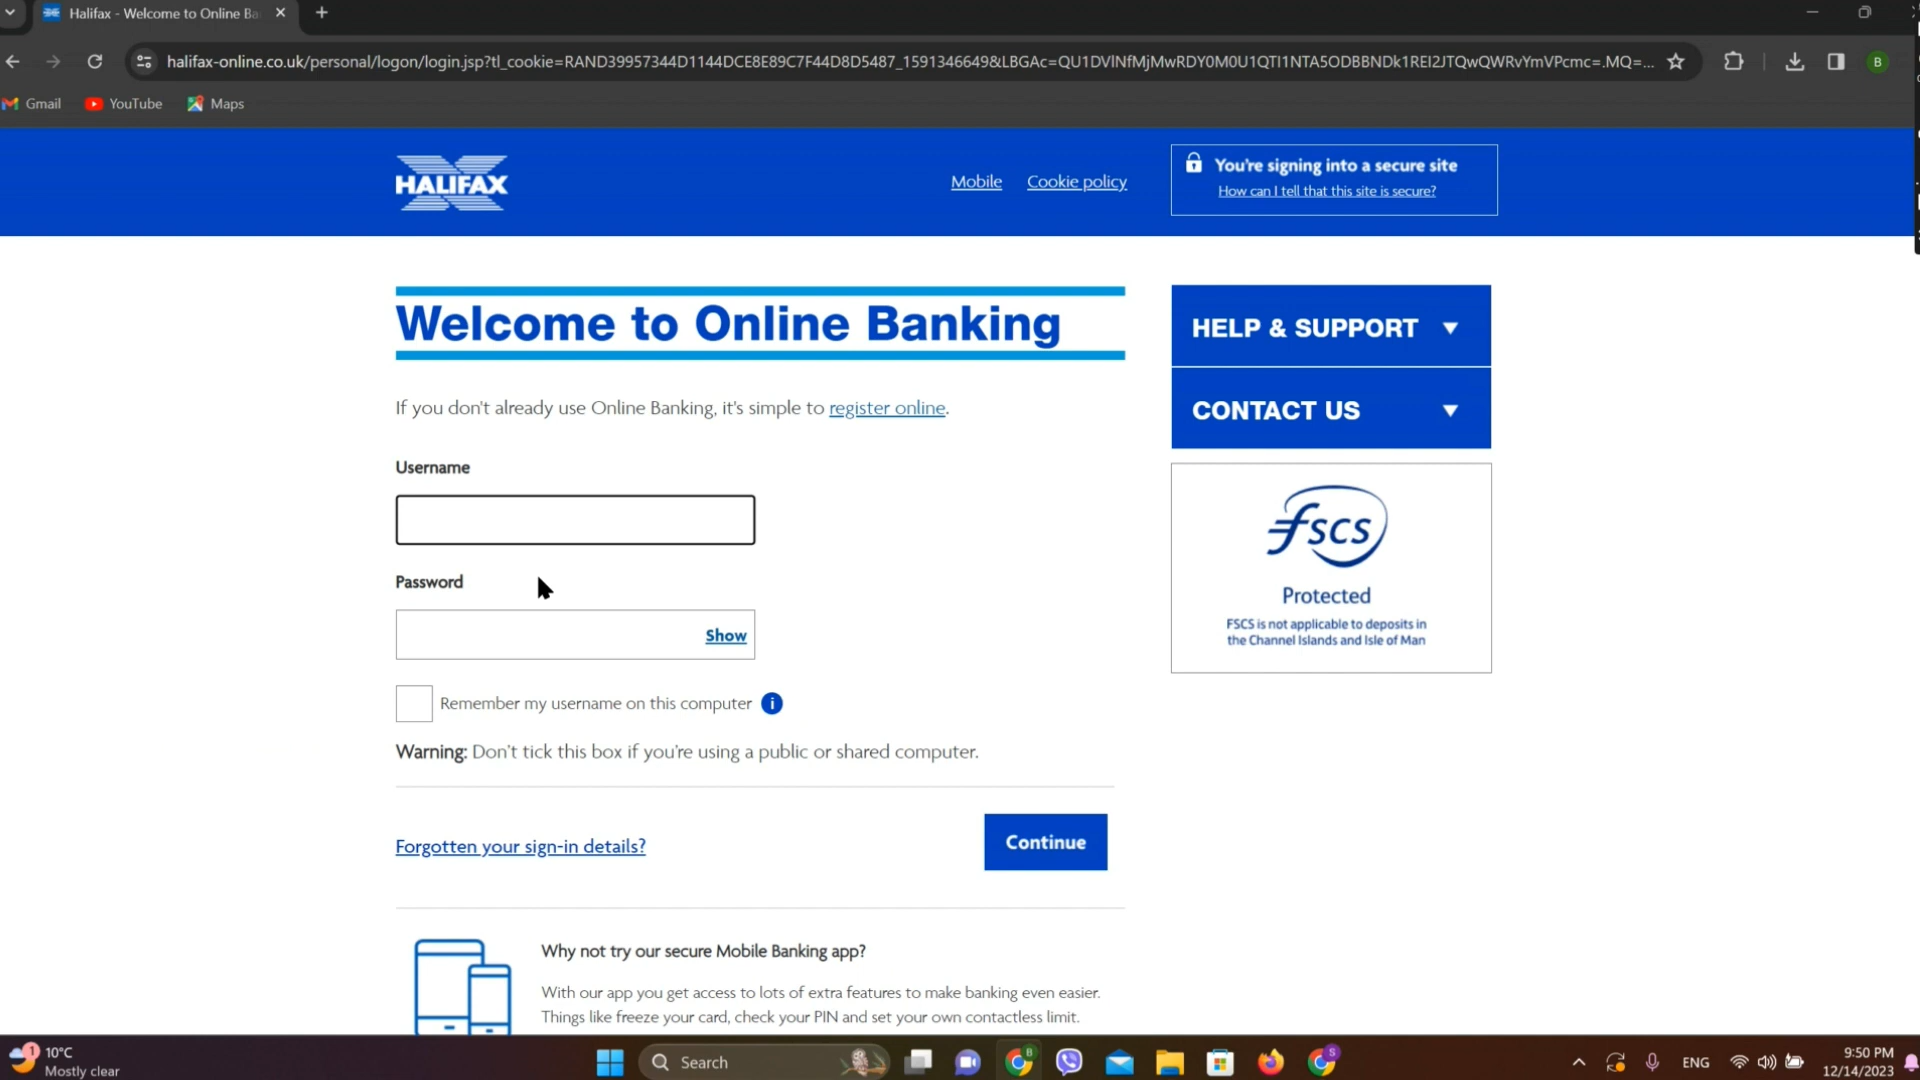 Halifax - Welcome to Online Ba
halifax-online.co.uk/personal/logon/login.jsp?tl_cookie=RAND39957344D1144DCE8E89C7F44D8D5487_1591346649&LBGAc=QU1DVlNfMjMwRDY0M0U1QTI1NTA5ODBBNDk1REI2JTQwQWRvYmVPcmc=.MQ=...
B
Gmail
YouTube
Maps
HALIFAX
Mobile
Cookie policy
You're signing into a secure site
How can I tell that this site is secure?
Welcome to Online Banking
If you don't already use Online Banking, it's simple to register online.
Username
Password
Show
Remember my username on this computer i
Warning: Don't tick this box if you're using a public or shared computer.
Forgotten your sign-in details?
Continue
Why not try our secure Mobile Banking app?
With our app you get access to lots of extra features to make banking even easier.
Things like freeze your card, check your PIN and set your own contactless limit.
HELP & SUPPORT
CONTACT US
fscs
Protected
FSCS is not applicable to deposits in
the Channel Islands and Isle of Man
1
10°C
Mostly clear
Search
B
S
ENG
9:50 PM
12/14/2023